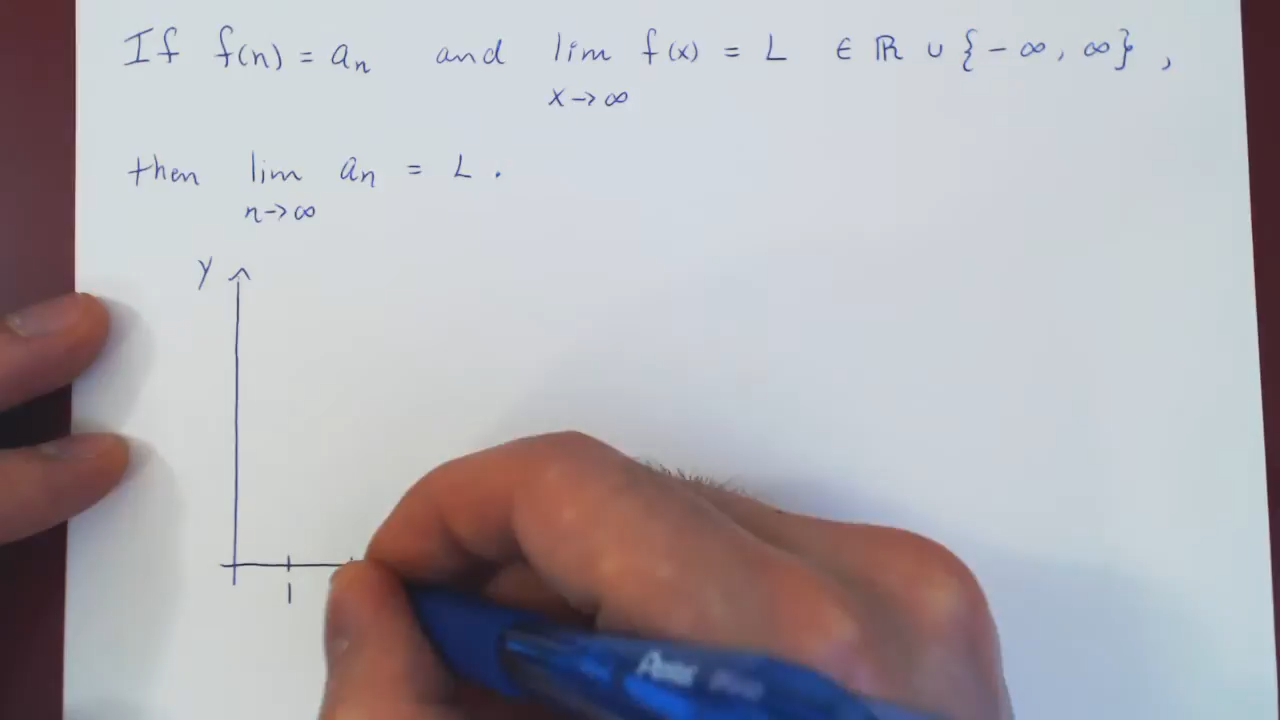 If f(n) = aₙ and lim f(x) = L ∈ ℝ ∪ {-∞, ∞},
x→∞
then lim aₙ = L.
n→∞
y
1